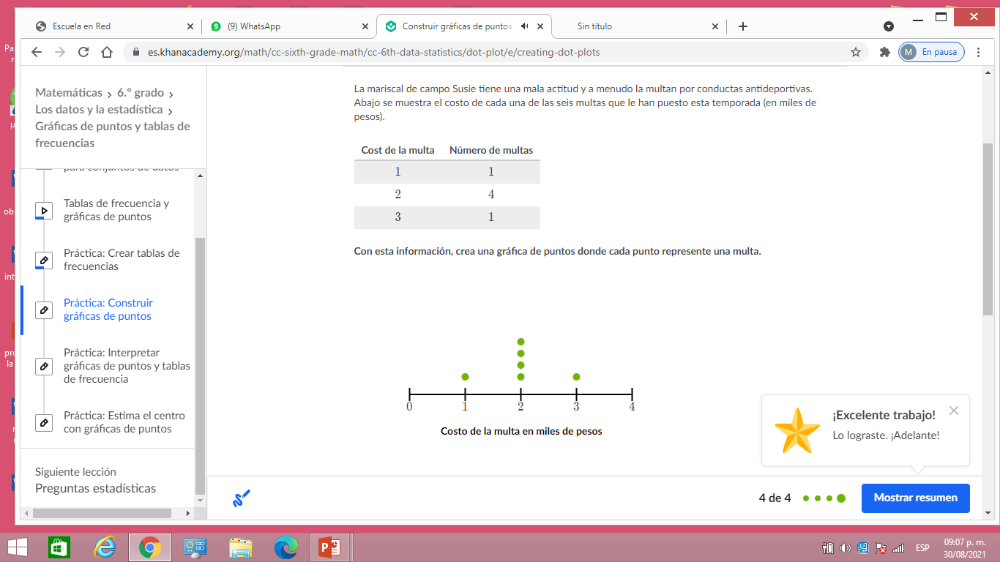 Escuela en Red
(9) WhatsApp
Construir gráficas de puntos
Sin título
es.khanacademy.org/math/cc-sixth-grade-math/cc-6th-data-statistics/dot-plot/e/creating-dot-plots
M
En pausa
Matemáticas
6.º grado
Los datos y la estadística
Gráficas de puntos y tablas de
frecuencias
para conjuntos de datos
Tablas de frecuencia y
gráficas de puntos
Práctica: Crear tablas de
frecuencias
Práctica: Construir
gráficas de puntos
Práctica: Interpretar
gráficas de puntos y tablas
de frecuencia
Práctica: Estima el centro
con gráficas de puntos
Siguiente lección
Preguntas estadísticas
La mariscal de campo Susie tiene una mala actitud y a menudo la multan por conductas antideportivas.
Abajo se muestra el costo de cada una de las seis multas que le han puesto esta temporada (en miles de
pesos).
Cost de la multa Número de multas
1 1
2 4
3 1
Con esta información, crea una gráfica de puntos donde cada punto represente una multa.
0 1 2 3 4
Costo de la multa en miles de pesos
¡Excelente trabajo!
Lo lograste. ¡Adelante!
4 de 4
Mostrar resumen
ESP
09:07 p. m.
30/08/2021